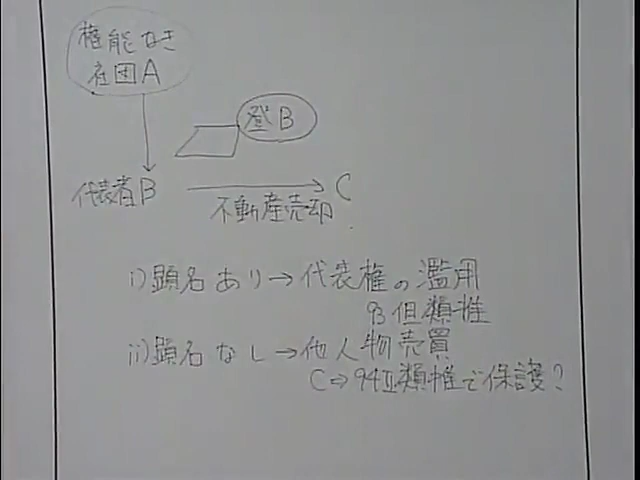 権能なき
社団A
登B
代表者B
C
不動産売却
i)顕名あり→代表権の濫用
93但類推
ii)顕名なし→他人物売買
C⇒94Ⅱ類推で保護?